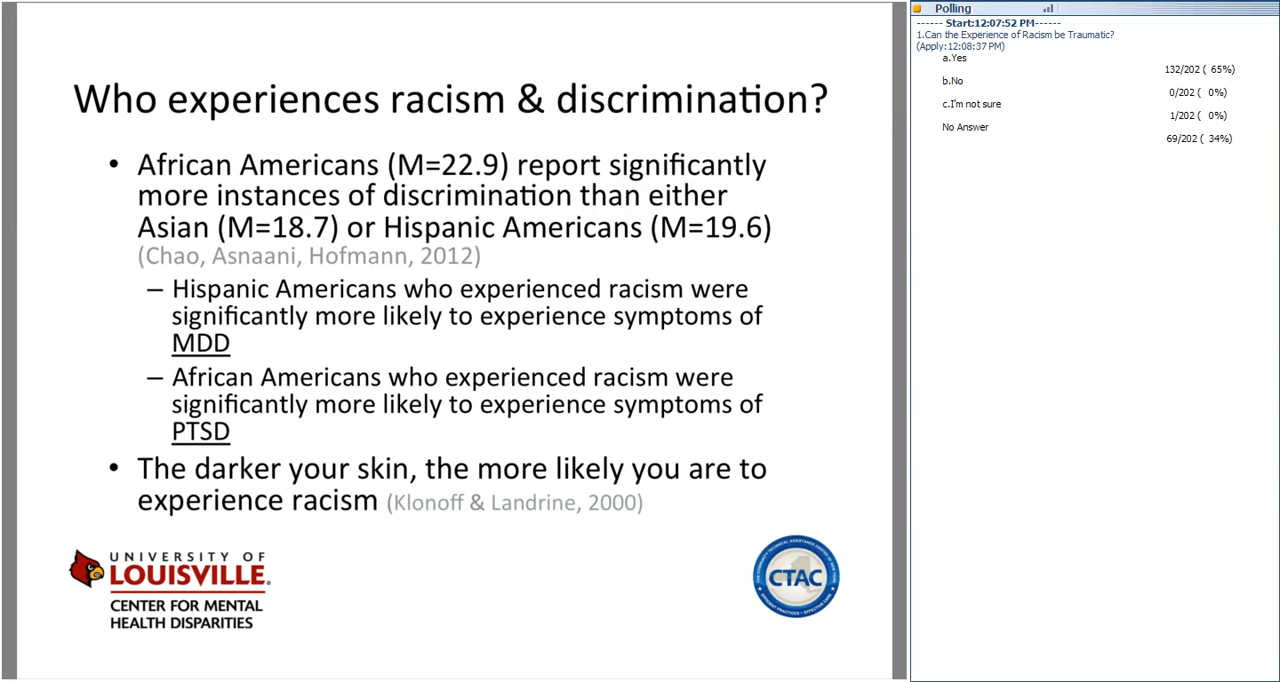 Who experiences racism & discrimination?
• African Americans (M=22.9) report significantly
more instances of discrimination than either
Asian (M=18.7) or Hispanic Americans (M=19.6)
(Chao, Asnaani, Hofmann, 2012)
– Hispanic Americans who experienced racism were
significantly more likely to experience symptoms of
MDD
– African Americans who experienced racism were
significantly more likely to experience symptoms of
PTSD
• The darker your skin, the more likely you are to
experience racism (Klonoff & Landrine, 2000)
UNIVERSITY OF
LOUISVILLE.
CENTER FOR MENTAL
HEALTH DISPARITIES
CTAC
Polling
------ Start:12:07:52 PM------
1.Can the Experience of Racism be Traumatic?
(Apply:12:08:37 PM)
a.Yes
132/202 ( 65%)
b.No
0/202 ( 0%)
c.I'm not sure
1/202 ( 0%)
No Answer
69/202 ( 34%)